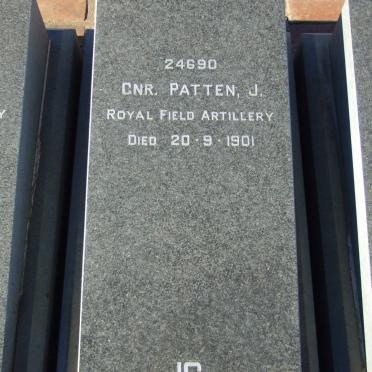 24690
GNR. PATTEN, J.
ROYAL FIELD ARTILLERY
DIED 20 · 9 · 1901